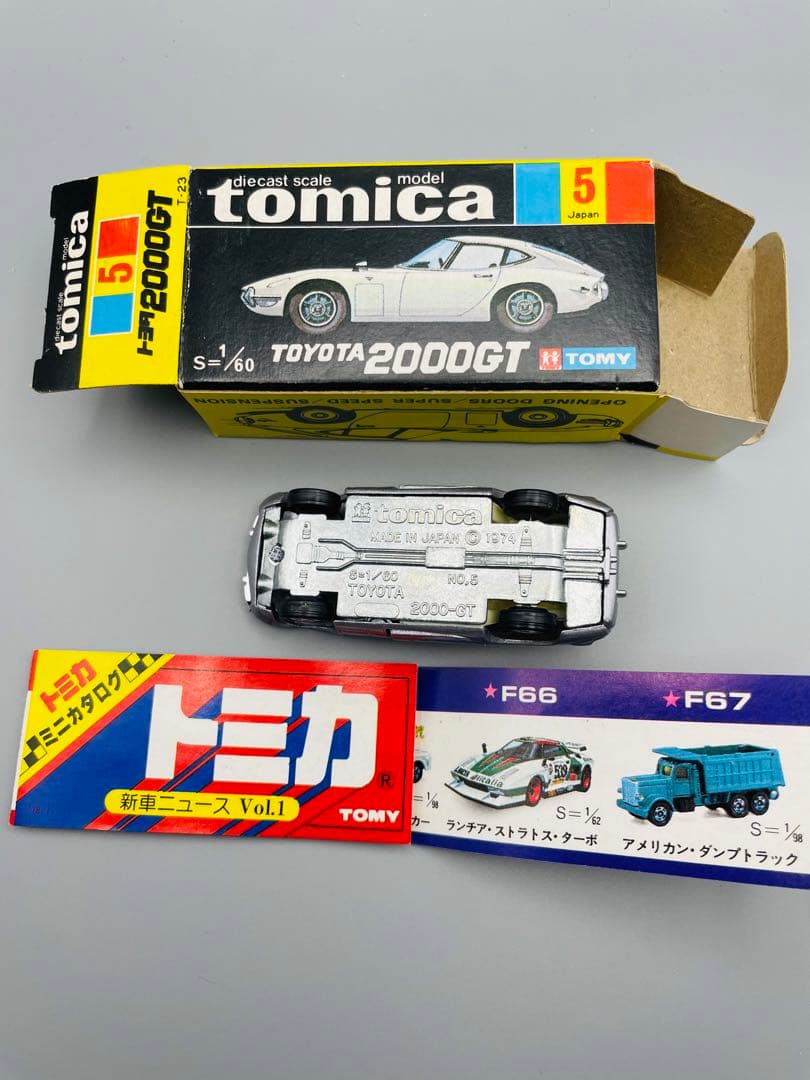 diecast scale model
tomica
5
トヨタ2000GT
T-23
diecast scale model
tomica
5
Japan
S=1/60
TOYOTA 2000GT
TOMY
OPENING DOORS/SUPER SPEED/SUSPENSION
tomica
MADE IN JAPAN © 1974
S=1/60
NO.5
TOYOTA
2000-GT
トミカ
ミニカタログ
トミカ
®
新車ニュース Vol.1
TOMY
★F66
★F67
Alitalia
539
1/98
カー
S=1/62
ランチア・ストラトス・ターボ
S=1/98
アメリカン・ダンプトラック